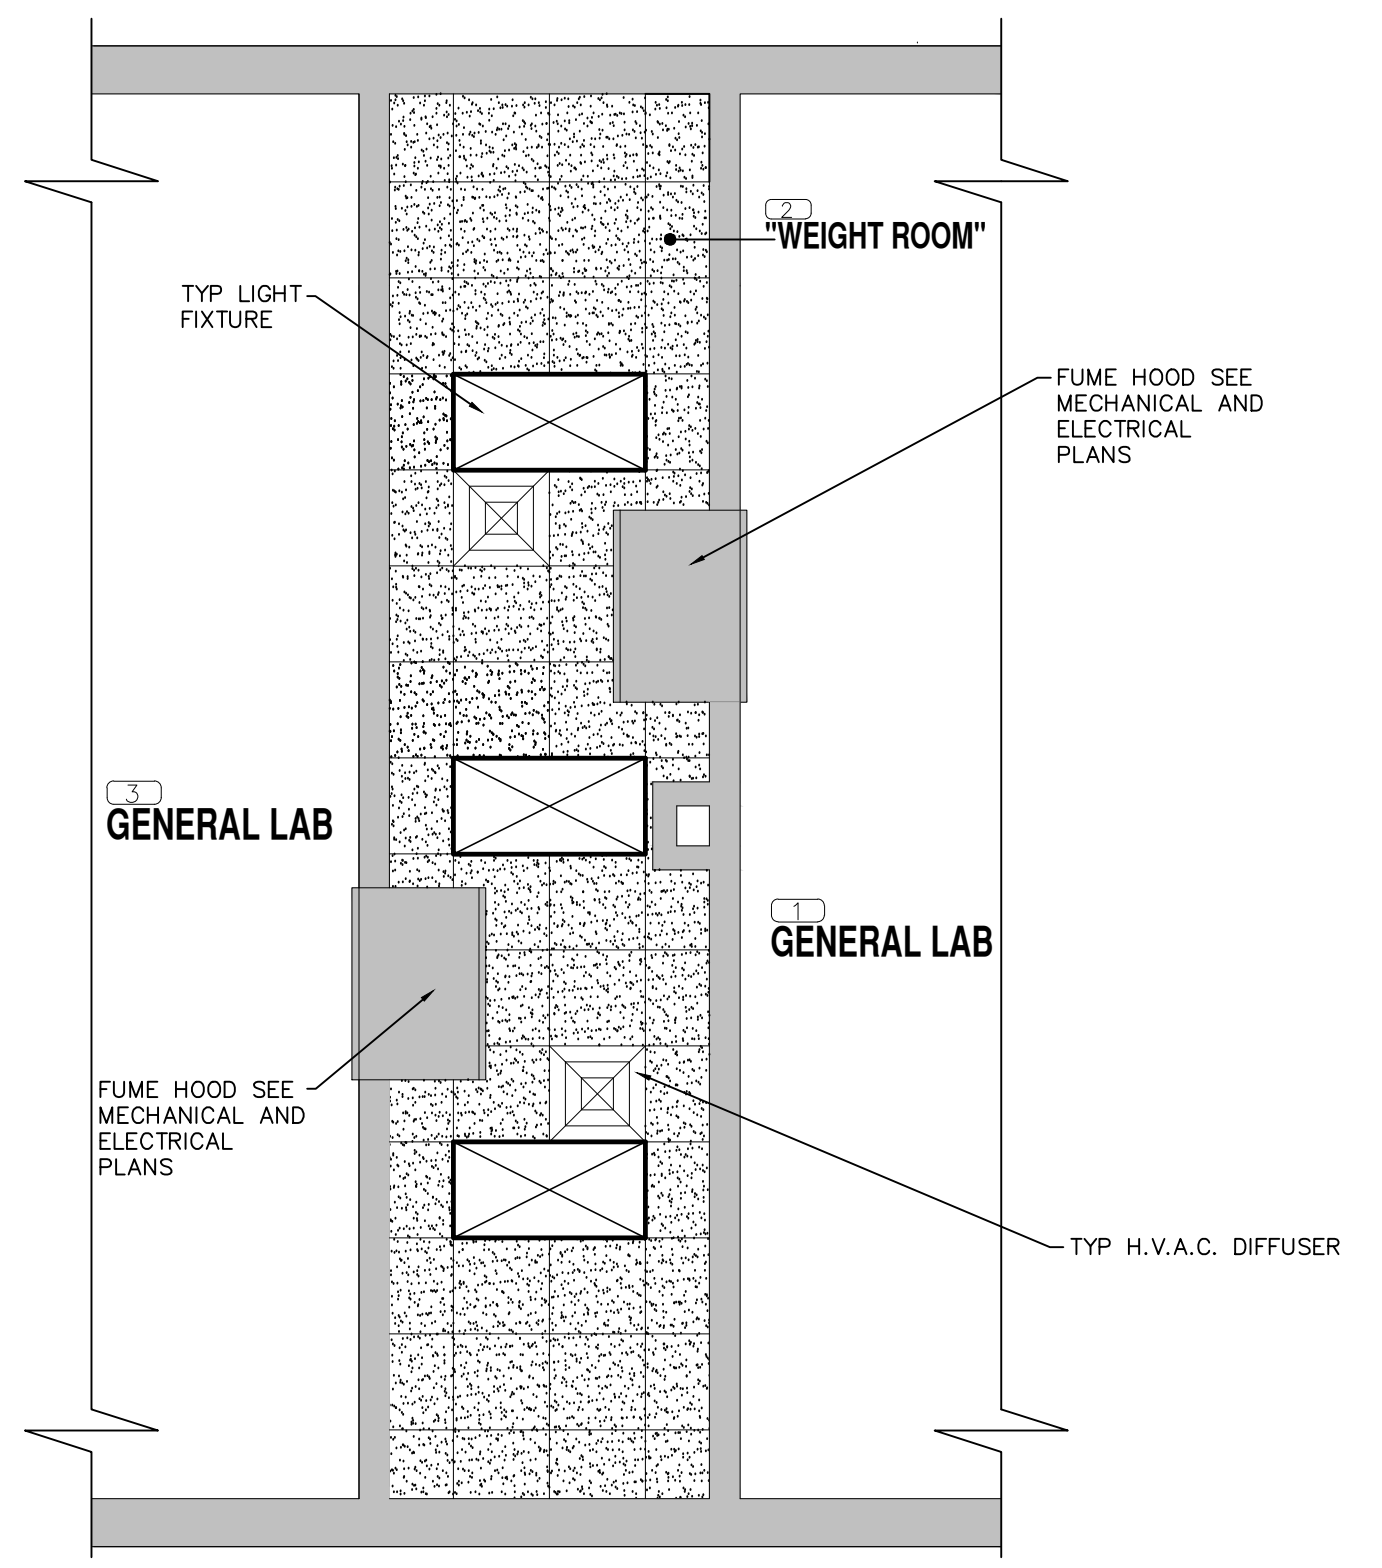 2
"WEIGHT ROOM"
TYP LIGHT
FIXTURE
FUME HOOD SEE
MECHANICAL AND
ELECTRICAL
PLANS
3
GENERAL LAB
1
GENERAL LAB
FUME HOOD SEE
MECHANICAL AND
ELECTRICAL
PLANS
TYP H.V.A.C. DIFFUSER